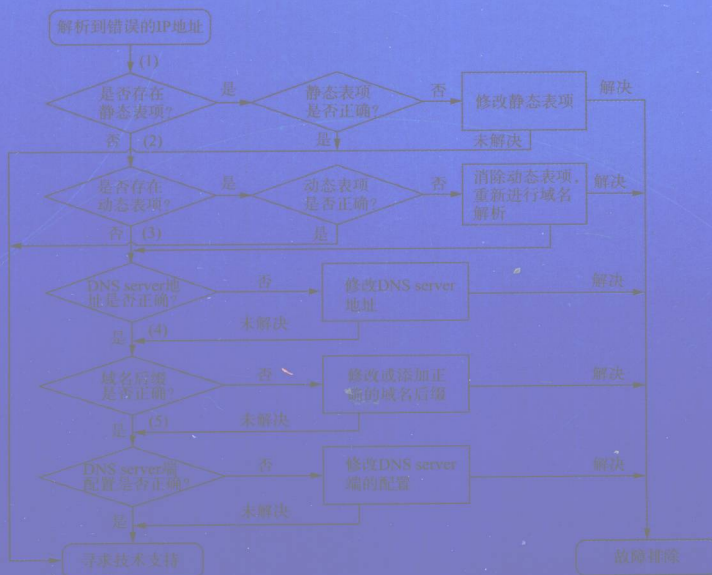 解析到错误的IP地址
(1)
是否存在
静态表项?
是
静态表项
是否正确?
否
修改静态表项
解决
否
(2)
是
未解决
是否存在
动态表项?
是
动态表项
是否正确?
否
消除动态表项,
重新进行域名
解析
解决
否
(3)
是
DNS server地
址是否正确?
否
修改DNS server
地址
解决
是
(4)
未解决
域名后缀
是否正确?
否
修改或添加正
确的域名后缀
解决
是
(5)
未解决
DNS server端
配置是否正确?
否
修改DNS server
端的配置
解决
是
未解决
寻求技术支持
故障排除